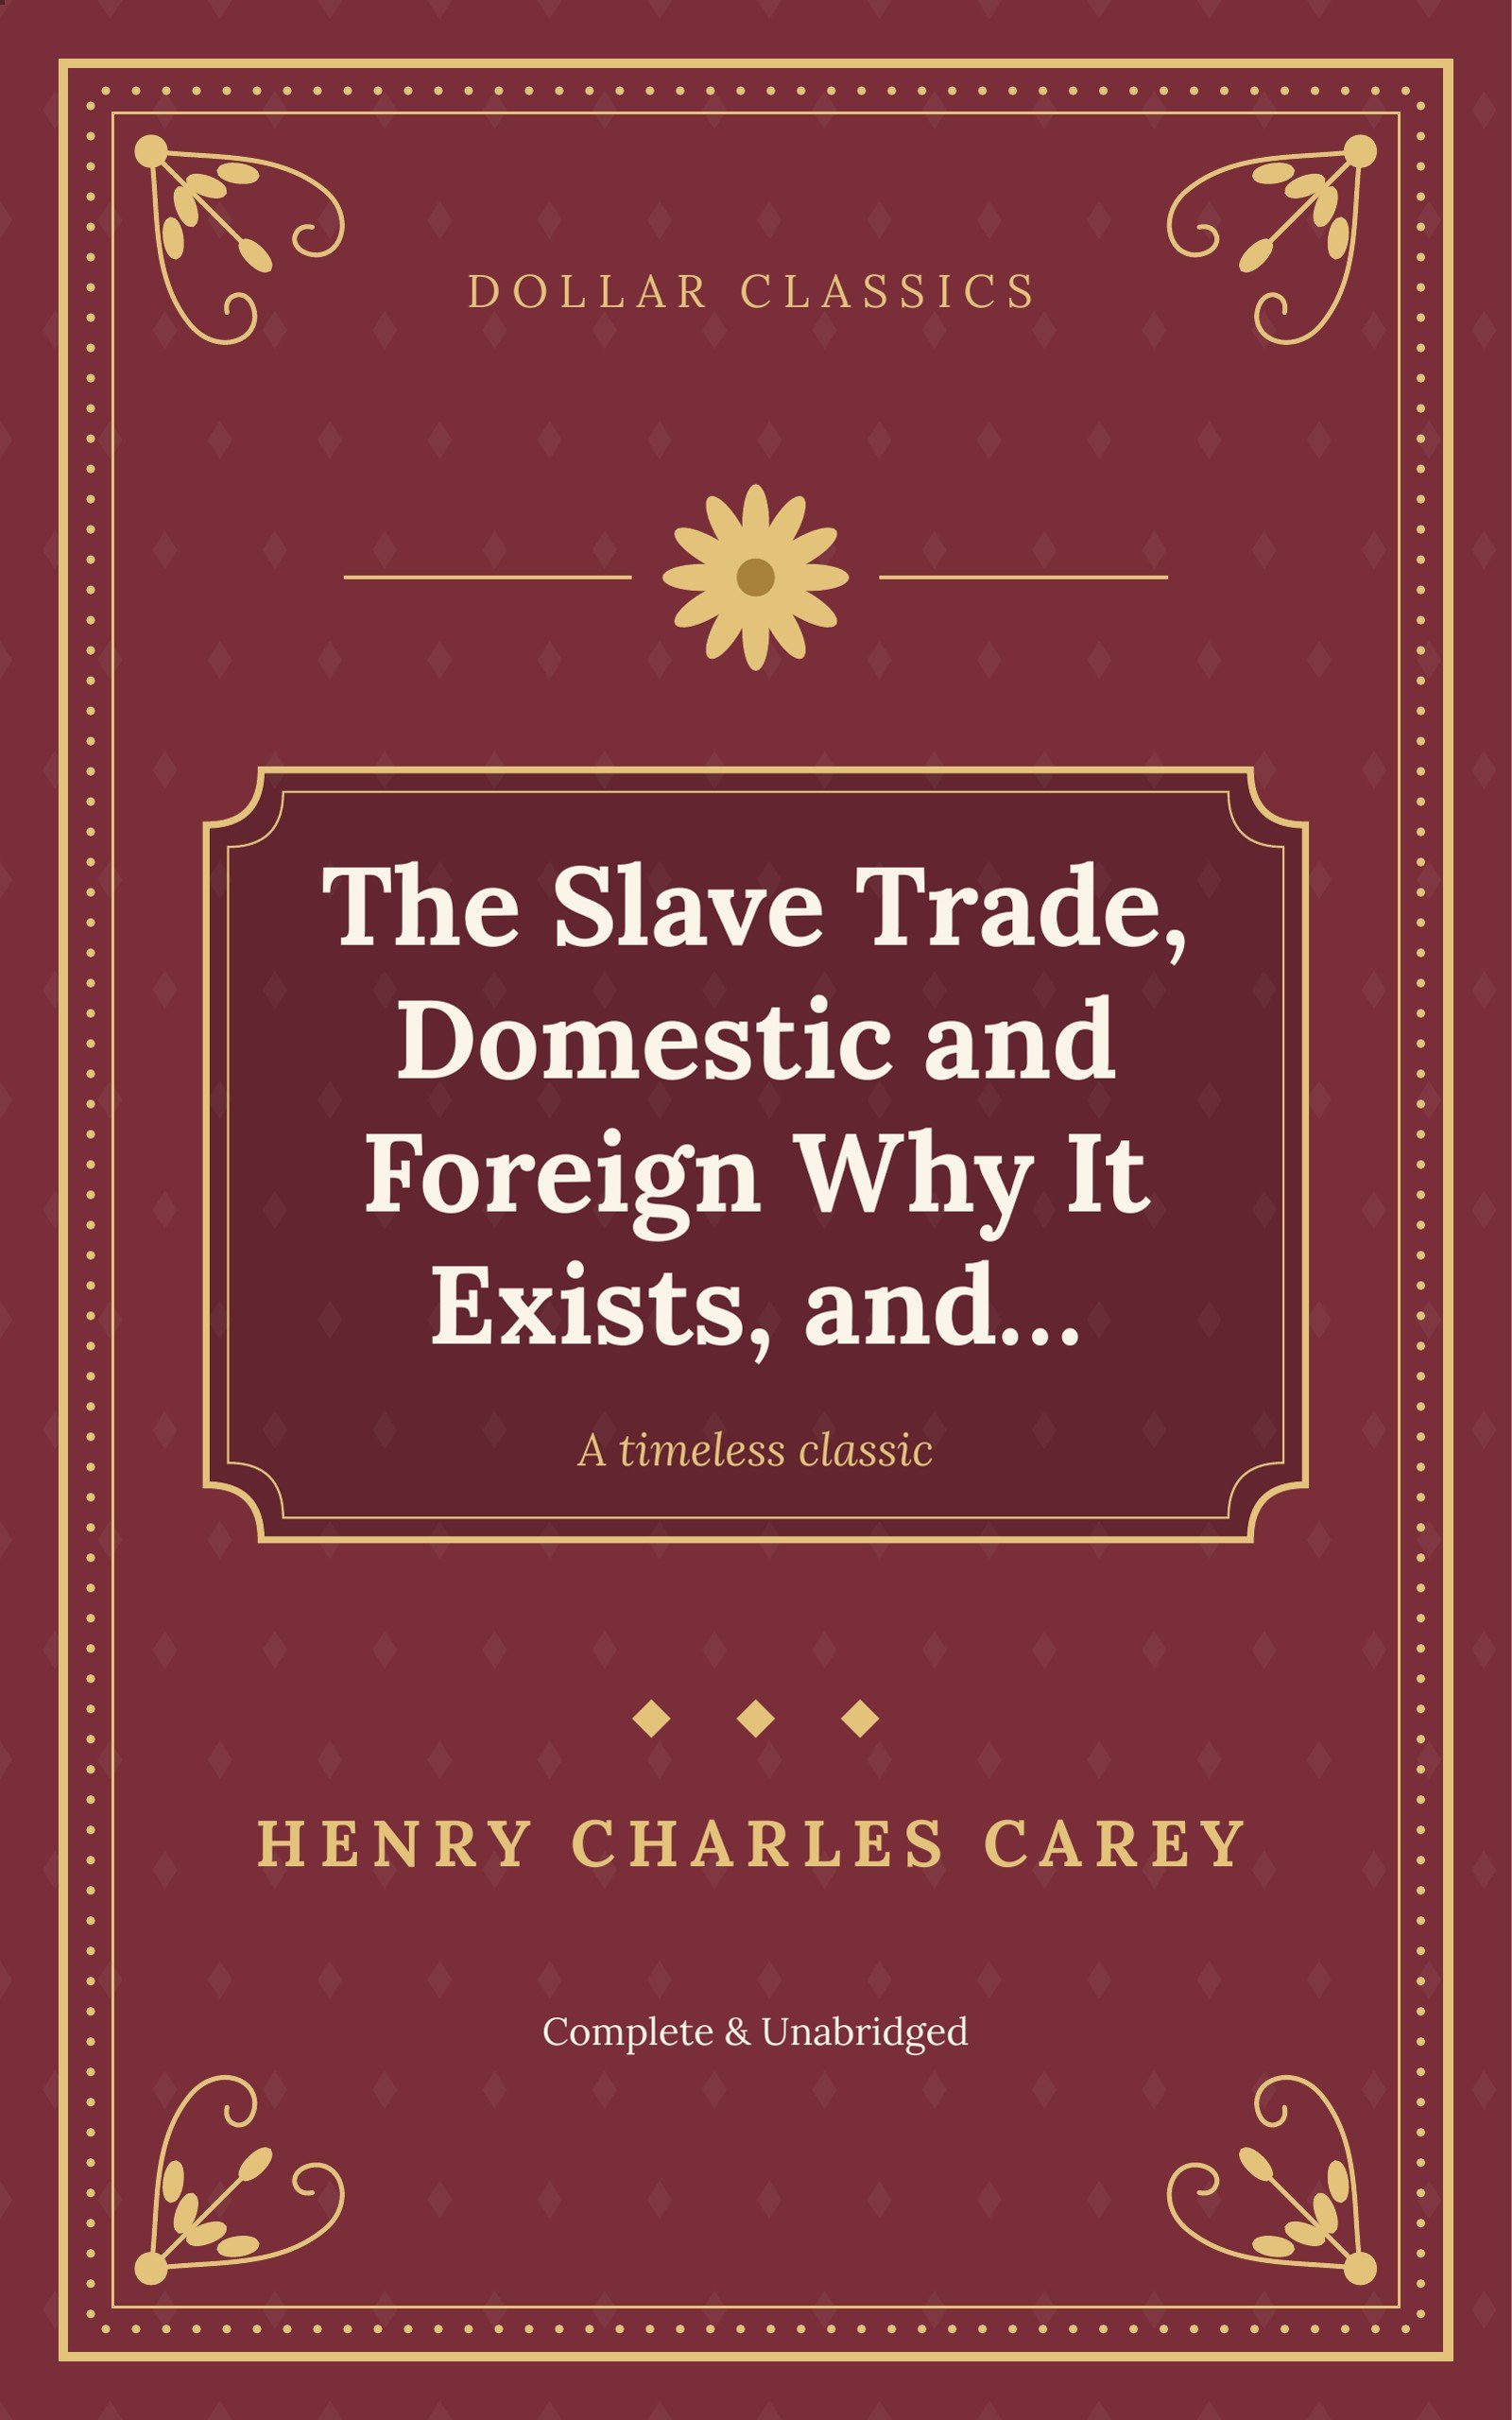 DOLLAR CLASSICS
The Slave Trade,
Domestic and
Foreign Why It
Exists, and...
A timeless classic
HENRY CHARLES CAREY
Complete & Unabridged